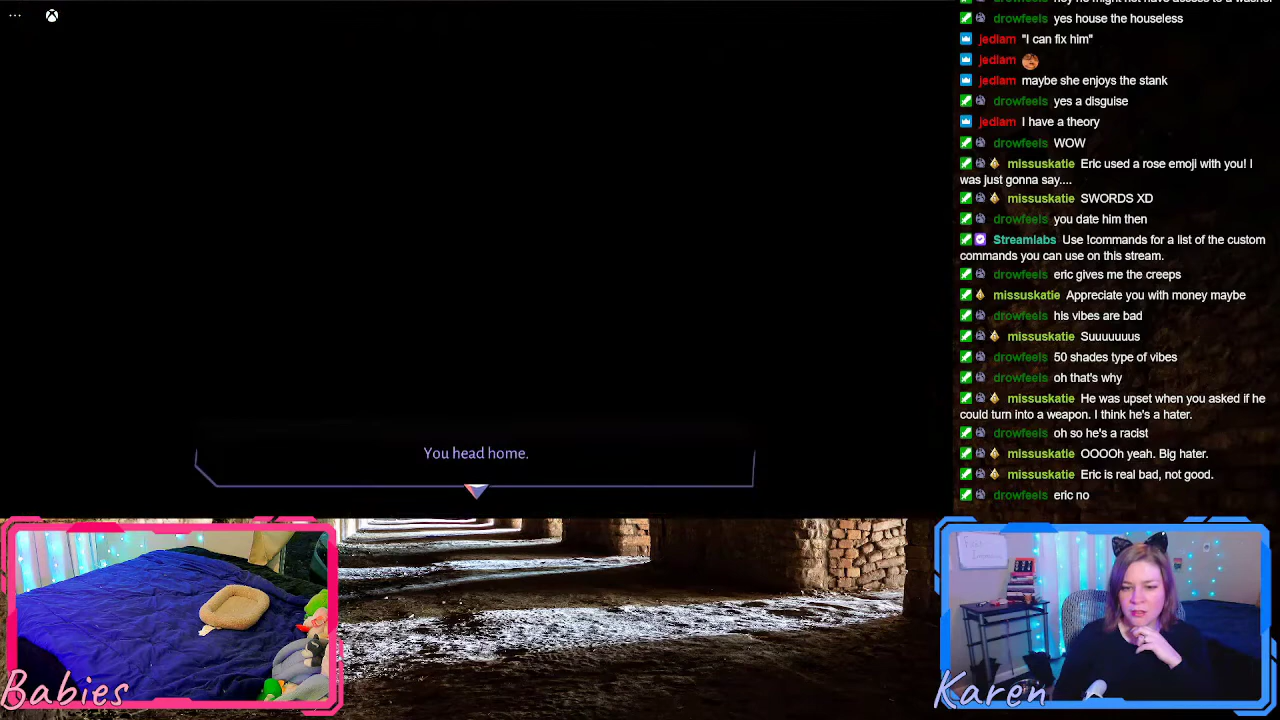 drowfeels yes house the houseless
jedlam "I can fix him"
jedlam
jedlam maybe she enjoys the stank
drowfeels yes a disguise
jedlam I have a theory
drowfeels WOW
missuskatie Eric used a rose emoji with you! I
was just gonna say....
missuskatie SWORDS XD
drowfeels you date him then
Streamlabs Use !commands for a list of the custom
commands you can use on this stream.
drowfeels eric gives me the creeps
missuskatie Appreciate you with money maybe
drowfeels his vibes are bad
missuskatie Suuuuuuus
drowfeels 50 shades type of vibes
drowfeels oh that's why
missuskatie He was upset when you asked if he
could turn into a weapon. I think he's a hater.
drowfeels oh so he's a racist
missuskatie OOOOh yeah. Big hater.
missuskatie Eric is real bad, not good.
drowfeels eric no
You head home.
Babies
Karen